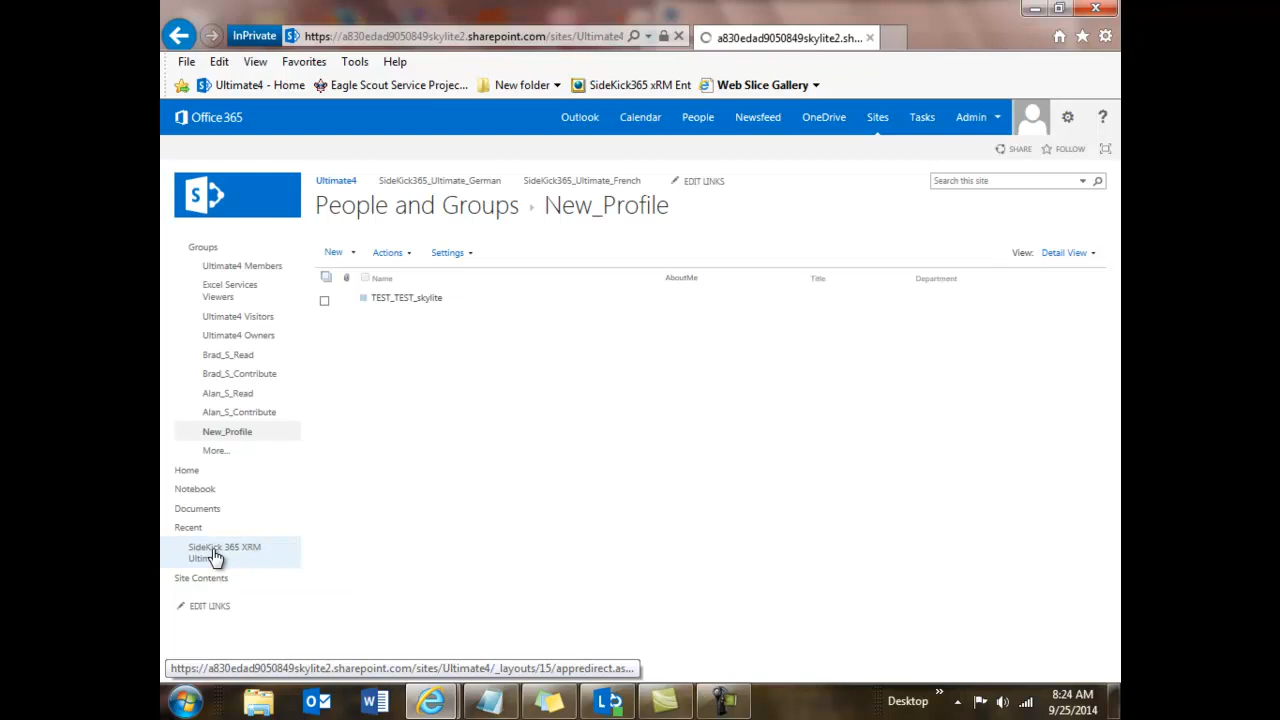 InPrivate
https://a830edad9050849skylite2.sharepoint.com/sites/Ultimate4
a830edad9050849skylite2.sh...
File Edit View Favorites Tools Help
Ultimate4 - Home
Eagle Scout Service Projec...
New folder
SideKick365 xRM Ent
Web Slice Gallery
Office 365
Outlook Calendar People Newsfeed OneDrive Sites Tasks Admin ?
SHARE FOLLOW
S
Ultimate4 SideKick365_Ultimate_German SideKick365_Ultimate_French EDIT LINKS
Search this site
People and Groups New_Profile
New Actions Settings View: Detail View
Name AboutMe Title Department
TEST_TEST_skylite
Groups
Ultimate4 Members
Excel Services
Viewers
Ultimate4 Visitors
Ultimate4 Owners
Brad_S_Read
Brad_S_Contribute
Alan_S_Read
Alan_S_Contribute
New_Profile
More...
Home
Notebook
Documents
Recent
SideKick 365 XRM
Site Contents
EDIT LINKS
https://a830edad9050849skylite2.sharepoint.com/sites/Ultimate4/_layouts/15/appredirect.as...
Desktop
8:24 AM
9/25/2014